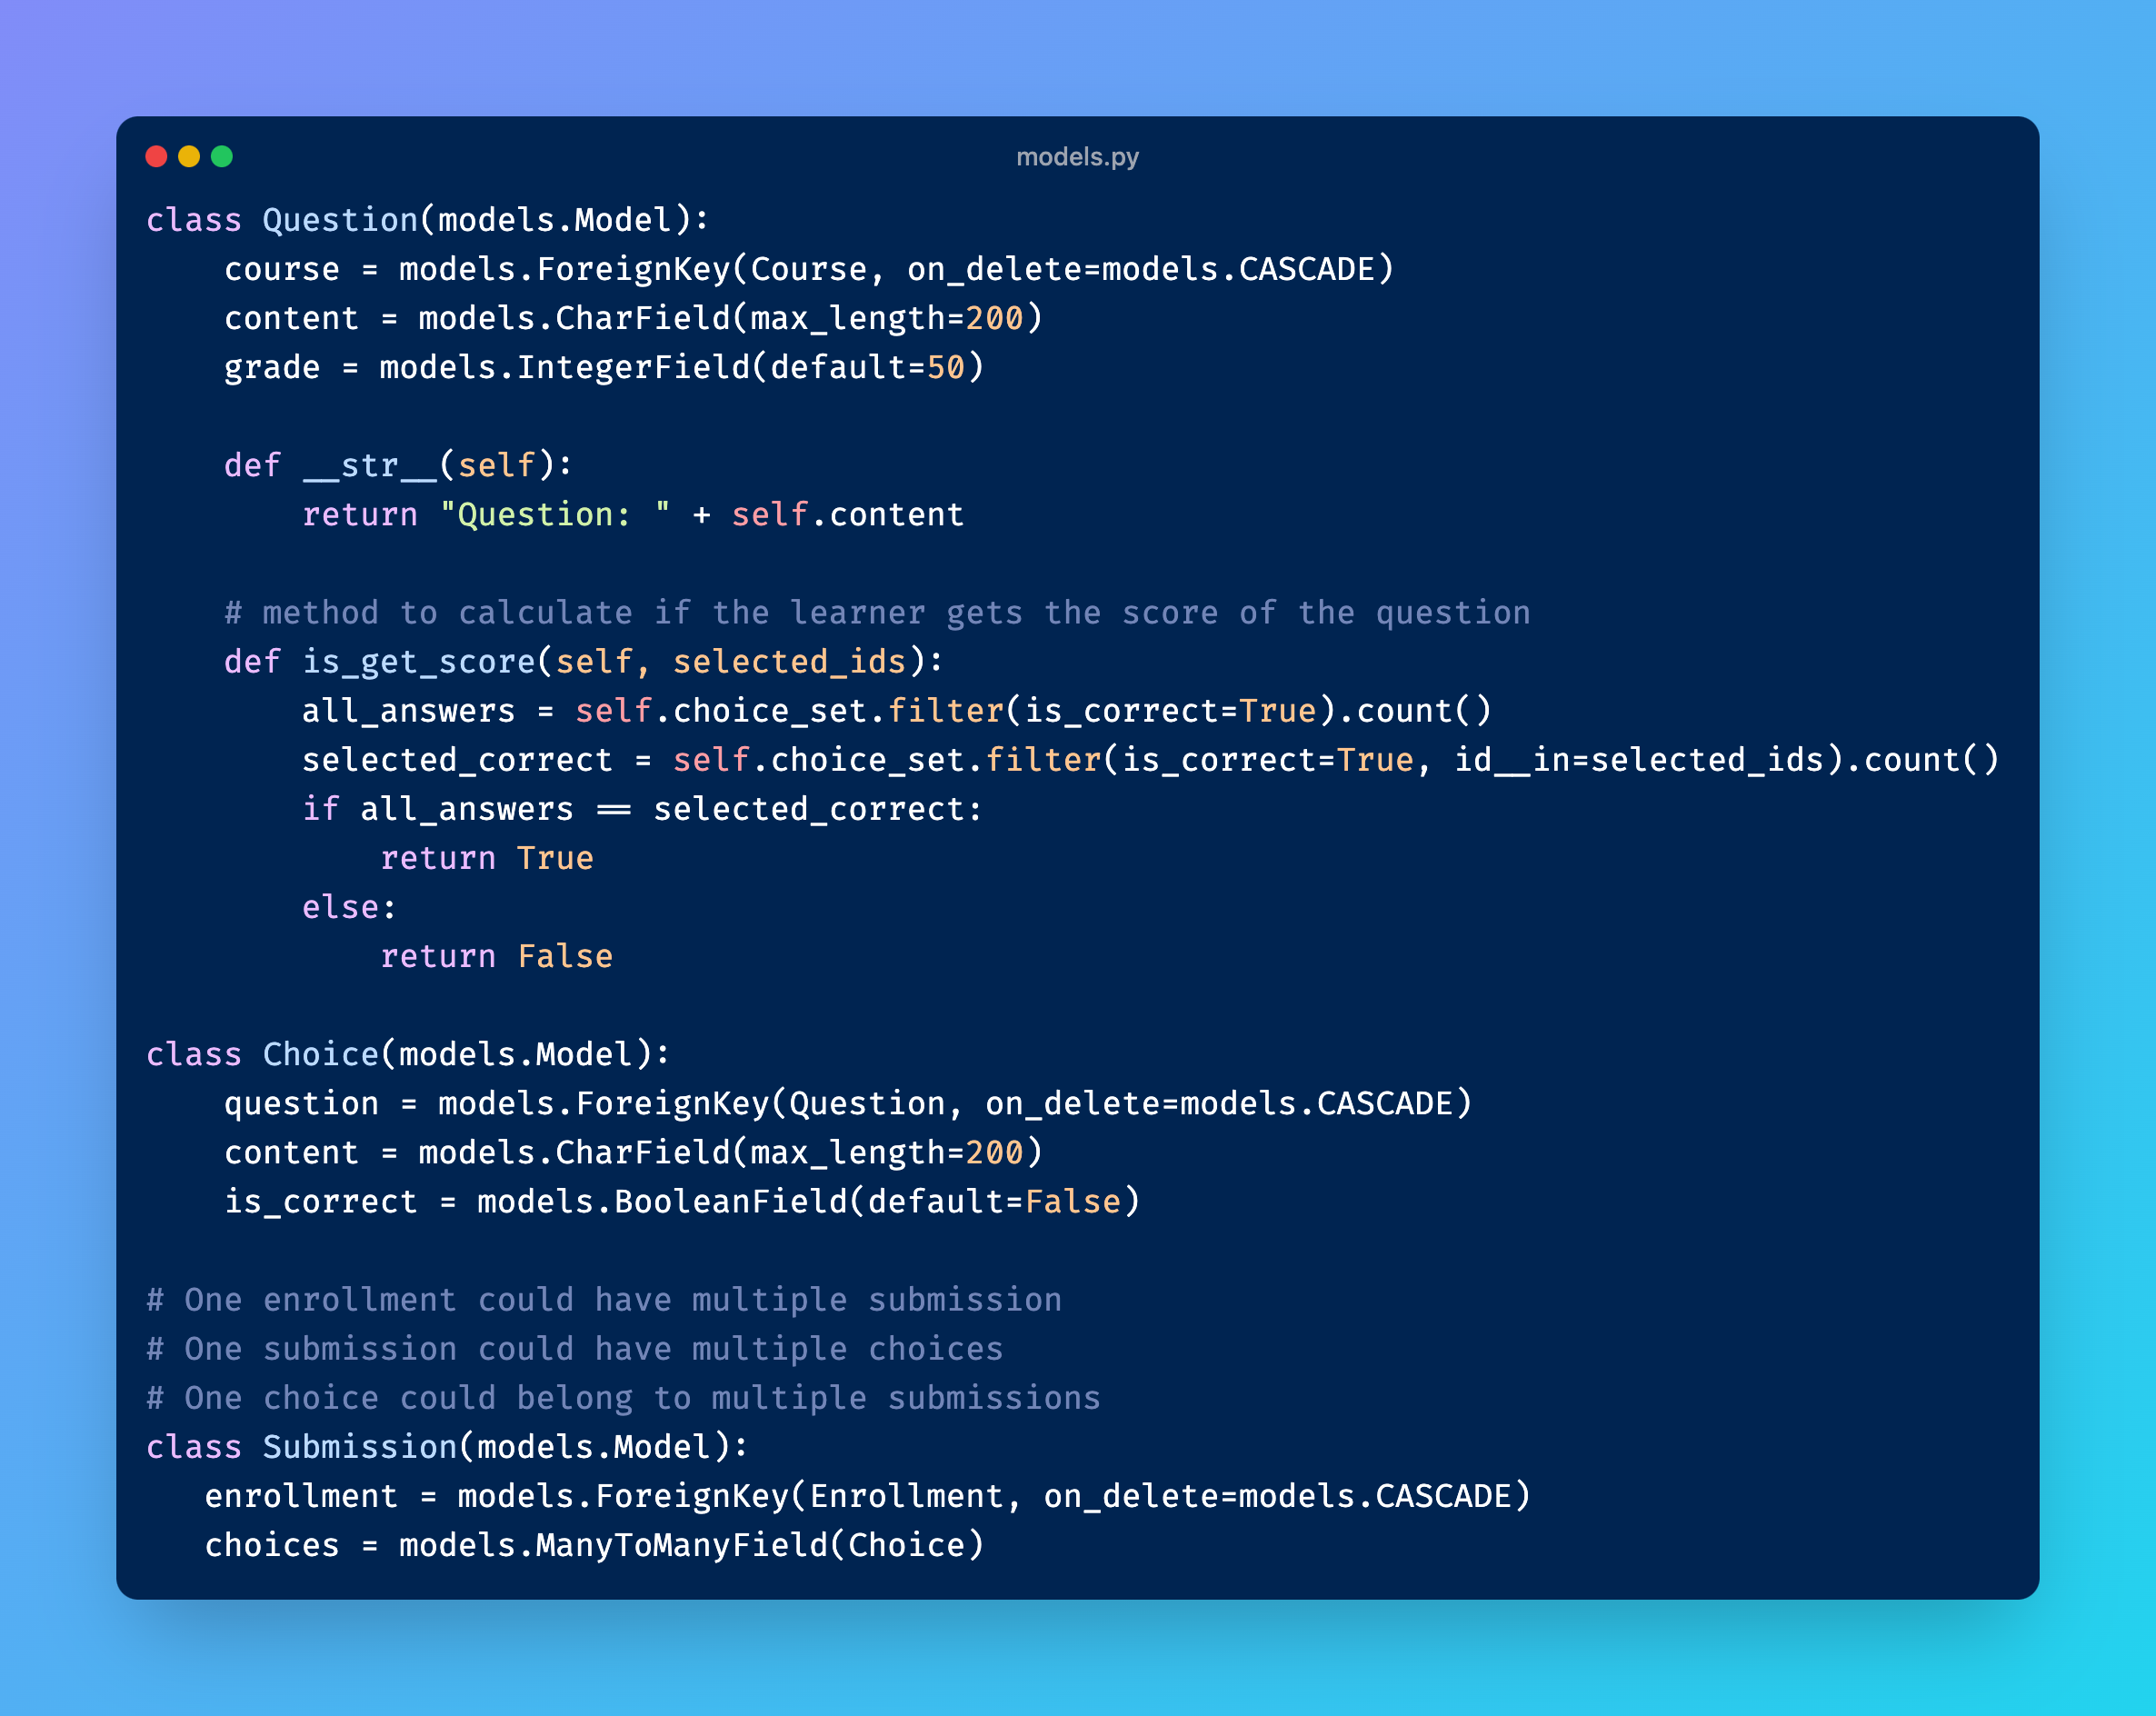 models.py
class Question(models.Model):
    course = models.ForeignKey(Course, on_delete=models.CASCADE)
    content = models.CharField(max_length=200)
    grade = models.IntegerField(default=50)

    def __str__(self):
        return "Question: " + self.content

    # method to calculate if the learner gets the score of the question
    def is_get_score(self, selected_ids):
        all_answers = self.choice_set.filter(is_correct=True).count()
        selected_correct = self.choice_set.filter(is_correct=True, id__in=selected_ids).count()
        if all_answers == selected_correct:
            return True
        else:
            return False

class Choice(models.Model):
    question = models.ForeignKey(Question, on_delete=models.CASCADE)
    content = models.CharField(max_length=200)
    is_correct = models.BooleanField(default=False)

# One enrollment could have multiple submission
# One submission could have multiple choices
# One choice could belong to multiple submissions
class Submission(models.Model):
   enrollment = models.ForeignKey(Enrollment, on_delete=models.CASCADE)
   choices = models.ManyToManyField(Choice)